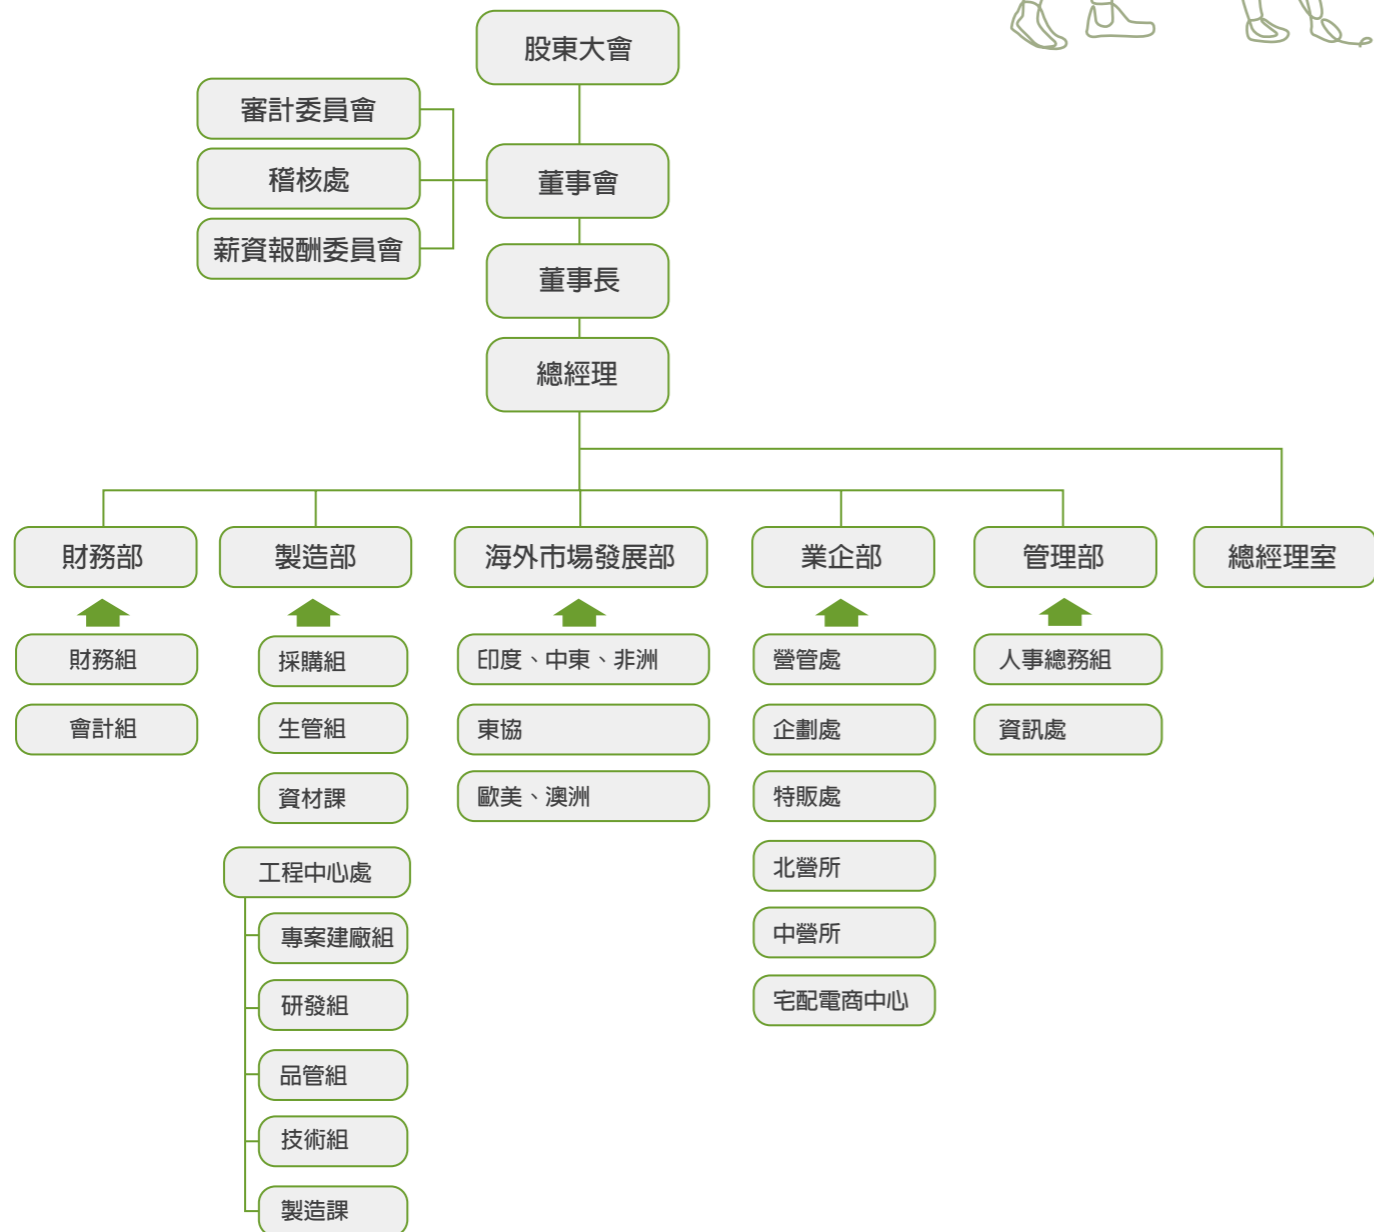 股東大會
審計委員會
稽核處
薪資報酬委員會
董事會
董事長
總經理
財務部
製造部
海外市場發展部
業企部
管理部
總經理室
財務組
會計組
採購組
生管組
資材課
工程中心處
專案建廠組
研發組
品管組
技術組
製造課
印度、中東、非洲
東協
歐美、澳洲
營管處
企劃處
特販處
北營所
中營所
宅配電商中心
人事總務組
資訊處